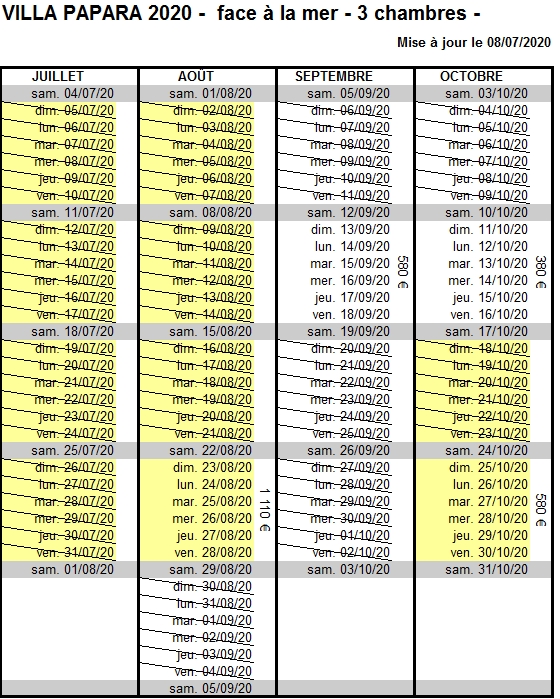 VILLA PAPARA 2020 - face à la mer - 3 chambres -
Mise à jour le 08/07/2020
JUILLET
sam. 04/07/20
dim. 05/07/20
lun. 06/07/20
mar. 07/07/20
mer. 08/07/20
jeu. 09/07/20
ven. 10/07/20
sam. 11/07/20
dim. 12/07/20
lun. 13/07/20
mar. 14/07/20
mer. 15/07/20
jeu. 16/07/20
ven. 17/07/20
sam. 18/07/20
dim. 19/07/20
lun. 20/07/20
mar. 21/07/20
mer. 22/07/20
jeu. 23/07/20
ven. 24/07/20
sam. 25/07/20
dim. 26/07/20
lun. 27/07/20
mar. 28/07/20
mer. 29/07/20
jeu. 30/07/20
ven. 31/07/20
sam. 01/08/20
AOÛT
sam. 01/08/20
dim. 02/08/20
lun. 03/08/20
mar. 04/08/20
mer. 05/08/20
jeu. 06/08/20
ven. 07/08/20
sam. 08/08/20
dim. 09/08/20
lun. 10/08/20
mar. 11/08/20
mer. 12/08/20
jeu. 13/08/20
ven. 14/08/20
sam. 15/08/20
dim. 16/08/20
lun. 17/08/20
mar. 18/08/20
mer. 19/08/20
jeu. 20/08/20
ven. 21/08/20
sam. 22/08/20
dim. 23/08/20
lun. 24/08/20
mar. 25/08/20
mer. 26/08/20
jeu. 27/08/20
ven. 28/08/20
1 110 €
sam. 29/08/20
dim. 30/08/20
lun. 31/08/20
mar. 01/09/20
mer. 02/09/20
jeu. 03/09/20
ven. 04/09/20
sam. 05/09/20
SEPTEMBRE
sam. 05/09/20
dim. 06/09/20
lun. 07/09/20
mar. 08/09/20
mer. 09/09/20
jeu. 10/09/20
ven. 11/09/20
sam. 12/09/20
dim. 13/09/20
lun. 14/09/20
mar. 15/09/20
mer. 16/09/20
jeu. 17/09/20
ven. 18/09/20
580 €
sam. 19/09/20
dim. 20/09/20
lun. 21/09/20
mar. 22/09/20
mer. 23/09/20
jeu. 24/09/20
ven. 25/09/20
sam. 26/09/20
dim. 27/09/20
lun. 28/09/20
mar. 29/09/20
mer. 30/09/20
jeu. 01/10/20
ven. 02/10/20
sam. 03/10/20
OCTOBRE
sam. 03/10/20
dim. 04/10/20
lun. 05/10/20
mar. 06/10/20
mer. 07/10/20
jeu. 08/10/20
ven. 09/10/20
sam. 10/10/20
dim. 11/10/20
lun. 12/10/20
mar. 13/10/20
mer. 14/10/20
jeu. 15/10/20
ven. 16/10/20
380 €
sam. 17/10/20
dim. 18/10/20
lun. 19/10/20
mar. 20/10/20
mer. 21/10/20
jeu. 22/10/20
ven. 23/10/20
sam. 24/10/20
dim. 25/10/20
lun. 26/10/20
mar. 27/10/20
mer. 28/10/20
jeu. 29/10/20
ven. 30/10/20
580 €
sam. 31/10/20